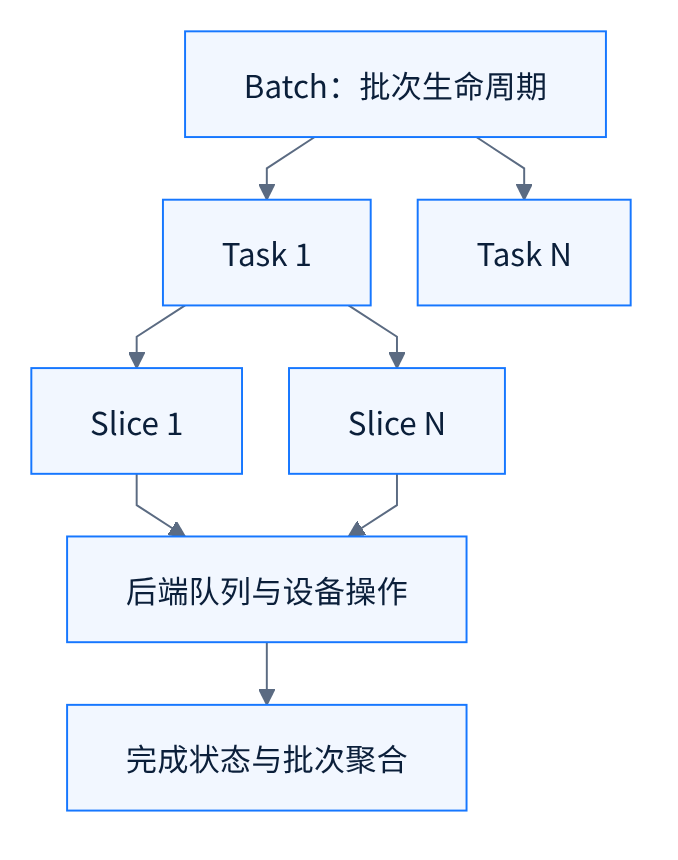 Batch：批次生命周期
Task 1
Task N
Slice 1
Slice N
后端队列与设备操作
完成状态与批次聚合